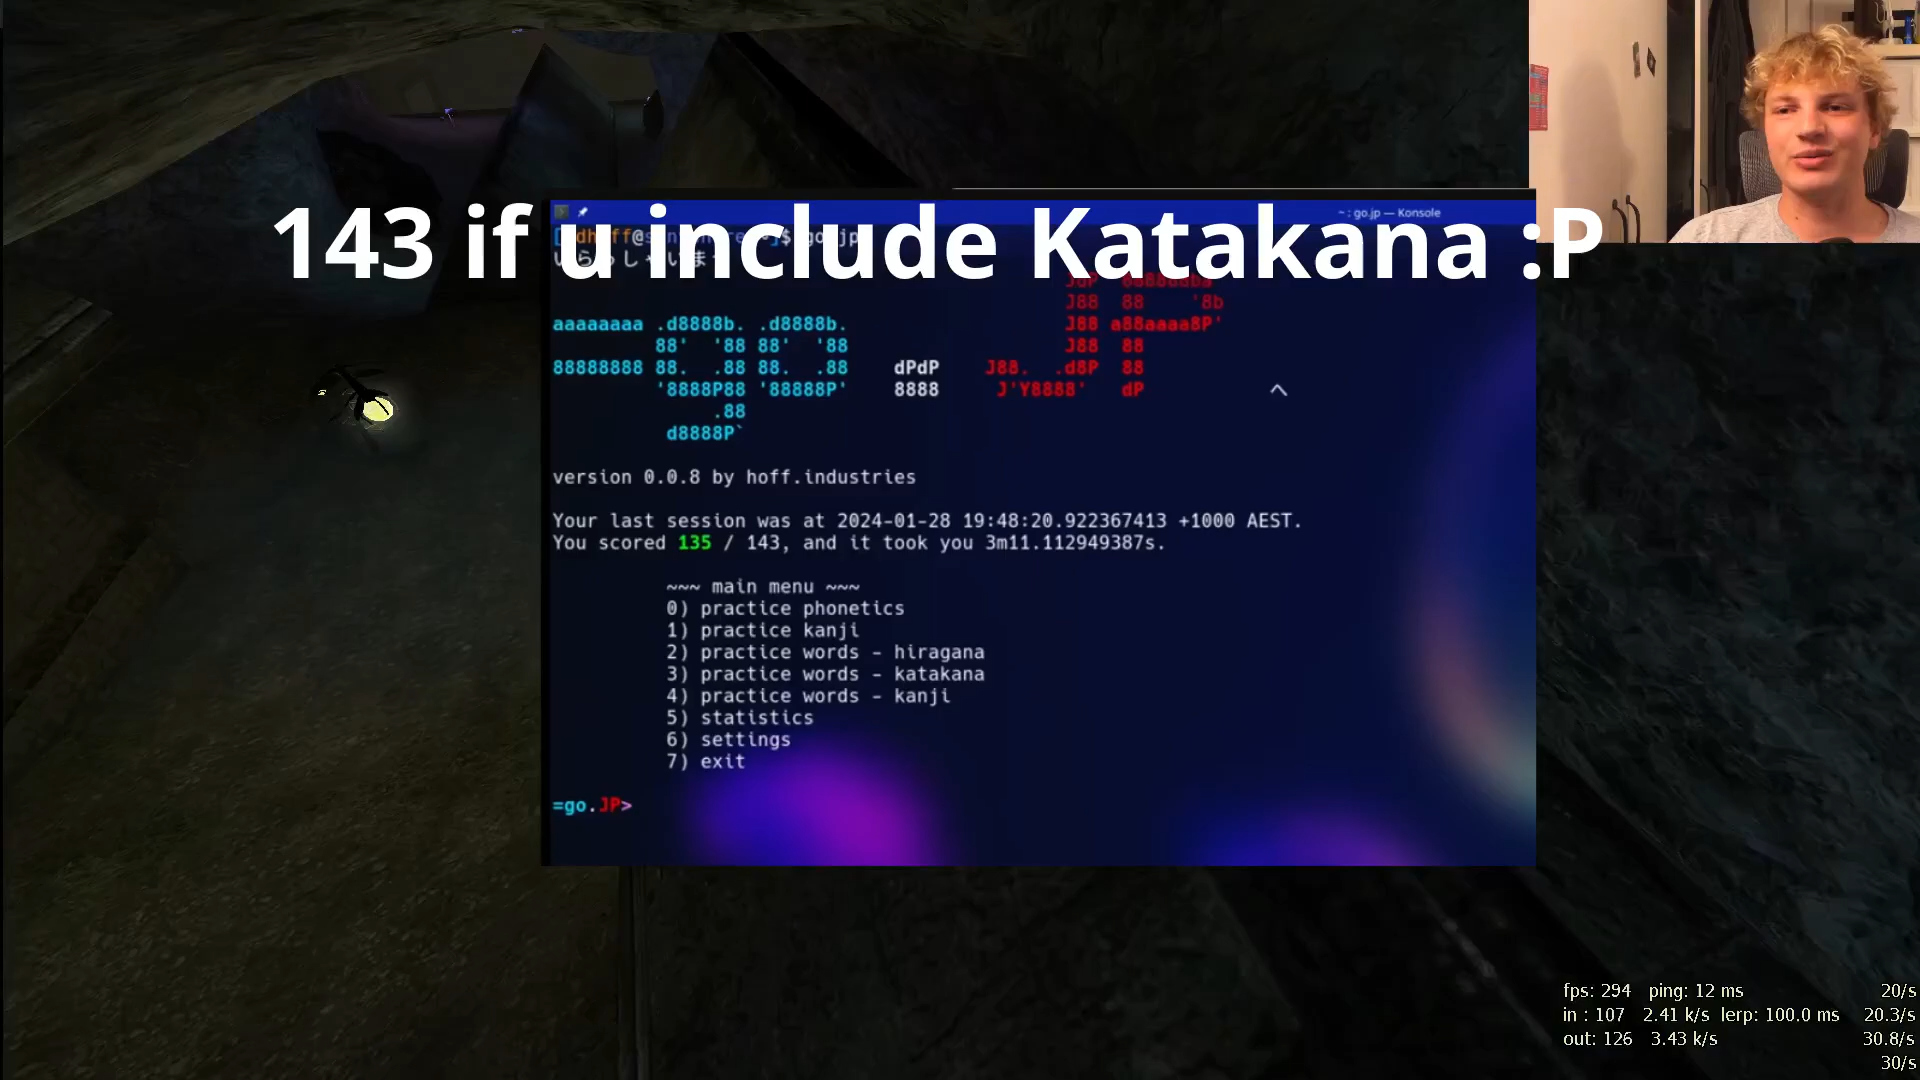 143 if u include Katakana :P
~ : go.jp — Konsole
version 0.0.8 by hoff.industries
Your last session was at 2024-01-28 19:48:20.922367413 +1000 AEST.
You scored 135 / 143, and it took you 3m11.112949387s.
~~~ main menu ~~~
0) practice phonetics
1) practice kanji
2) practice words - hiragana
3) practice words - katakana
4) practice words - kanji
5) statistics
6) settings
7) exit
=go.JP>
fps: 294 ping: 12 ms 20/s
in : 107 2.41 k/s lerp: 100.0 ms 20.3/s
out: 126 3.43 k/s 30.8/s
30/s